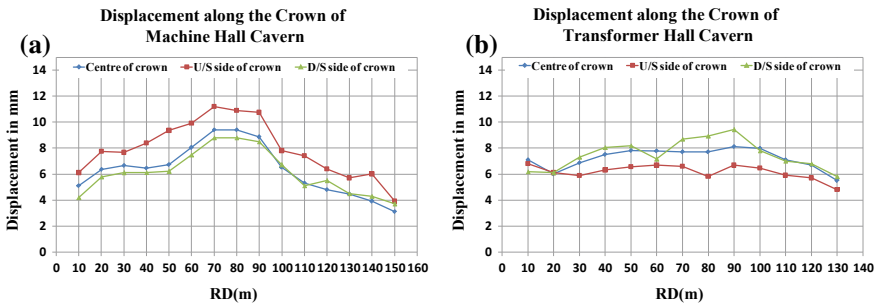 Displacement along the Crown of
Machine Hall Cavern
(a)
Centre of crown U/S side of crown D/S side of crown
14
12
10
8
6
4
2
0
Displacement in mm
0 10 20 30 40 50 60 70 80 90 100 110 120 130 140 150 160
RD(m)
Displacement along the Crown of
Transformer Hall Cavern
(b)
Centre of crown U/S side of crown D/S side of crown
14
12
10
8
6
4
2
0
Displacement in mm
0 10 20 30 40 50 60 70 80 90 100 110 120 130 140
RD(m)